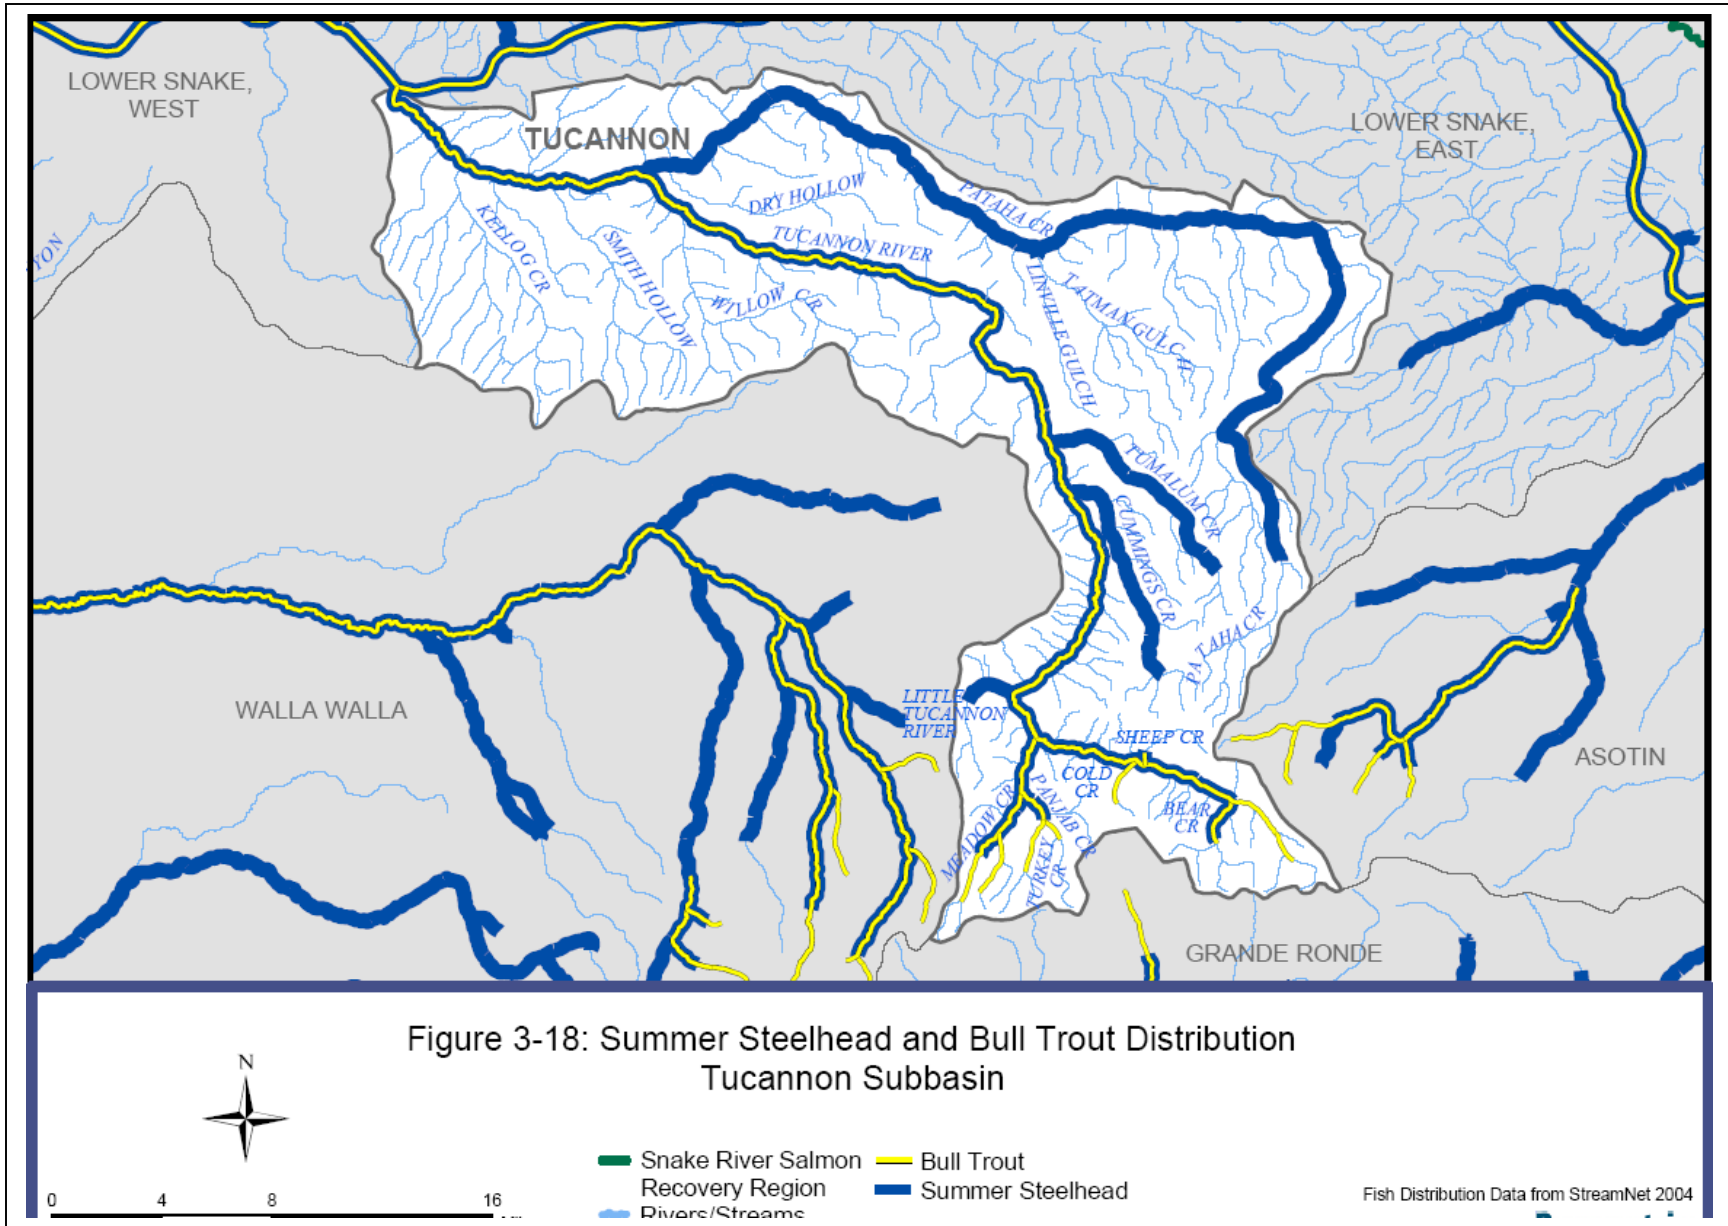 LOWER SNAKE,
WEST
TUCANNON
LOWER SNAKE,
EAST
DRY HOLLOW
PATAHA CR
YON
KELLOG CR
SMITH HOLLOW
TUCANNON RIVER
WILLOW CR
LINVILLE GULCH
TATMAN GULCH
TUMALUM CR
CUMMINGS CR
PATAHA CR
WALLA WALLA
LITTLE
TUCANNON
RIVER
SHEEP CR
COLD
CR
BEAR
CR
ASOTIN
MEADOW CR
PANJAB CR
TURKEY
CR
GRANDE RONDE
Figure 3-18: Summer Steelhead and Bull Trout Distribution
Tucannon Subbasin
N
Snake River Salmon
Recovery Region
Rivers/Streams
Bull Trout
Summer Steelhead
0 4 8 16
Fish Distribution Data from StreamNet 2004